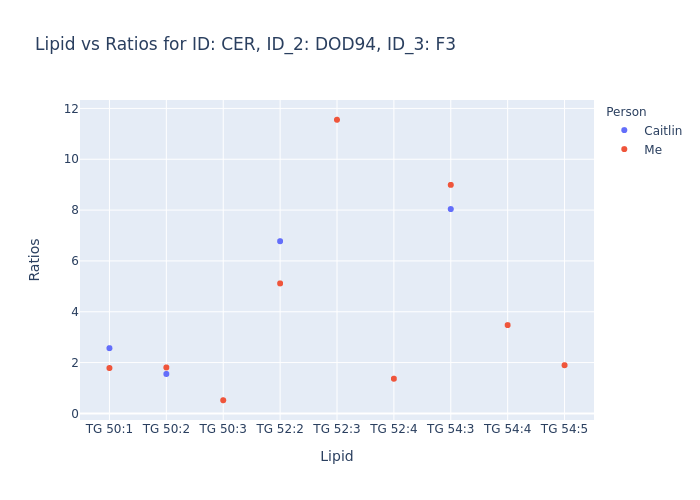 Lipid vs Ratios for ID: CER, ID_2: DOD94, ID_3: F3
Person
Caitlin
Me
Ratios
12
10
8
6
4
2
0
TG 50:1 TG 50:2 TG 50:3 TG 52:2 TG 52:3 TG 52:4 TG 54:3 TG 54:4 TG 54:5
Lipid